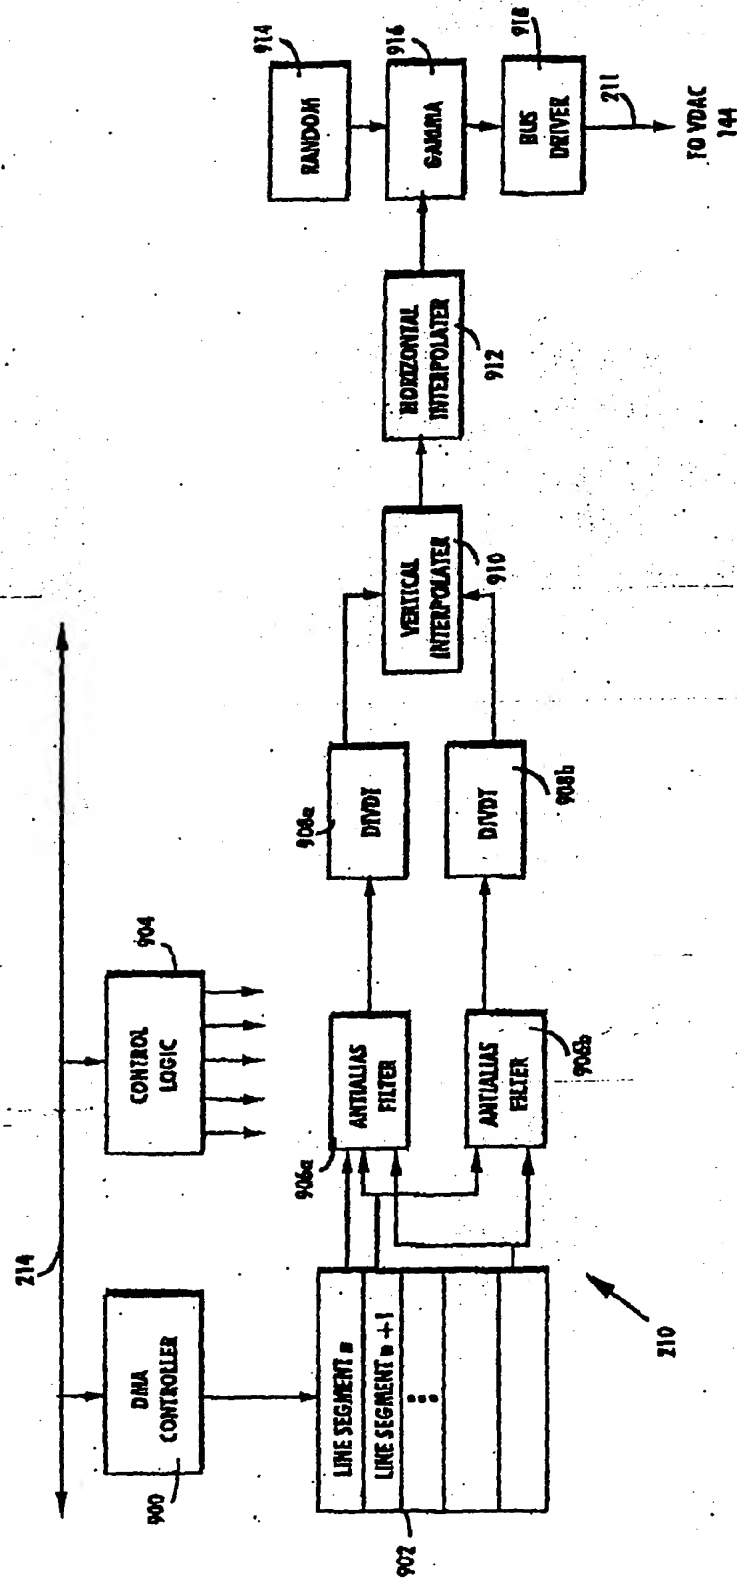 214
DMA
CONTROLLER
900
CONTROL
LOGIC
904
LINE SEGMENT n
LINE SEGMENT n + 1
⋮
902
906a
ANTIALIAS
FILTER
ANTIALIAS
FILTER
906b
908a
DIVDT
DIVDT
908b
VERTICAL
INTERPOLATER
910
HORIZONTAL
INTERPOLATER
912
RANDOM
914
GAMMA
916
BUS
DRIVER
918
211
TO VDAC
144
210